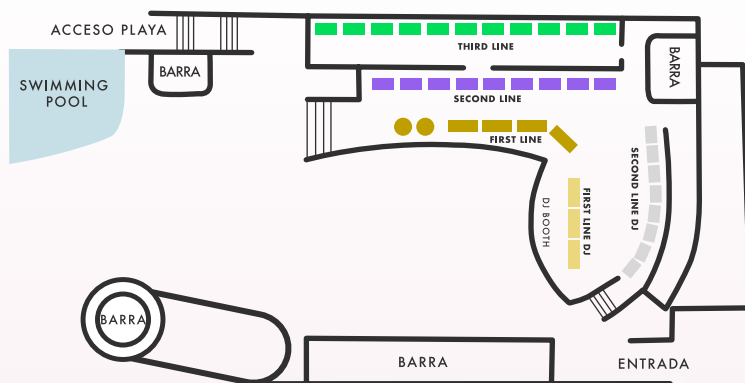 ACCESO PLAYA
THIRD LINE
BARRA
BARRA
SWIMMING
POOL
SECOND LINE
FIRST LINE
SECOND LINE DJ
FIRST LINE DJ
DJ BOOTH
BARRA
BARRA
ENTRADA